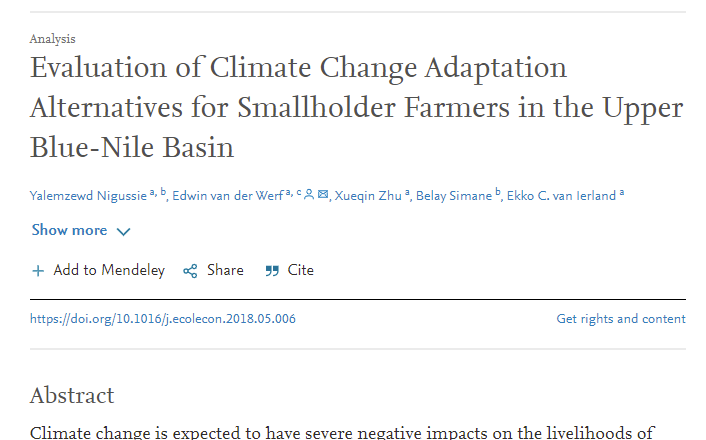 Analysis
Evaluation of Climate Change Adaptation
Alternatives for Smallholder Farmers in the Upper
Blue-Nile Basin
Yalemzewd Nigussie a, b, Edwin van der Werf a, c, Xueqin Zhu a, Belay Simane b, Ekko C. van Ierland a
Show more
Add to Mendeley Share Cite
https://doi.org/10.1016/j.ecolecon.2018.05.006 Get rights and content
Abstract
Climate change is expected to have severe negative impacts on the livelihoods of